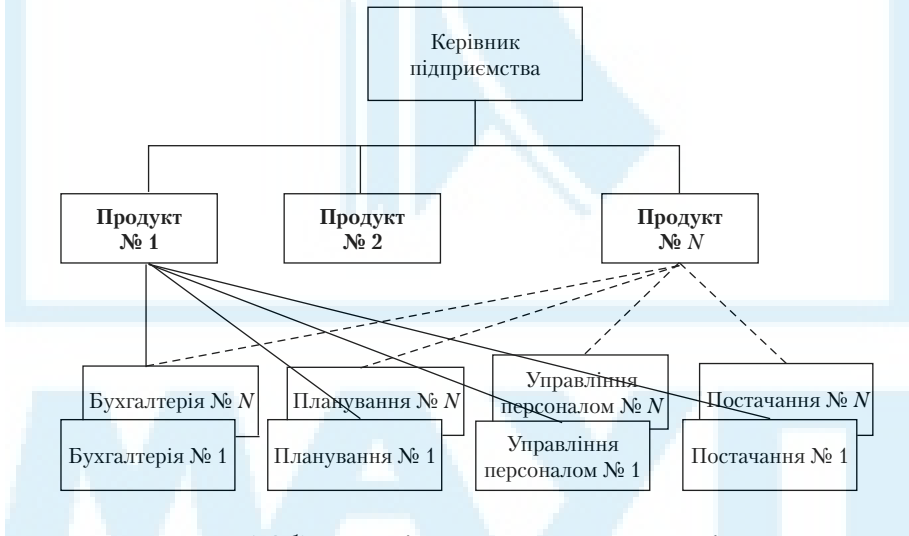 Керівник
підприємства
Продукт
№ 1
Продукт
№ 2
Продукт
№ N
Бухгалтерія № N
Планування № N
Управління
персоналом № N
Постачання № N
Бухгалтерія № 1
Планування № 1
Управління
персоналом № 1
Постачання № 1